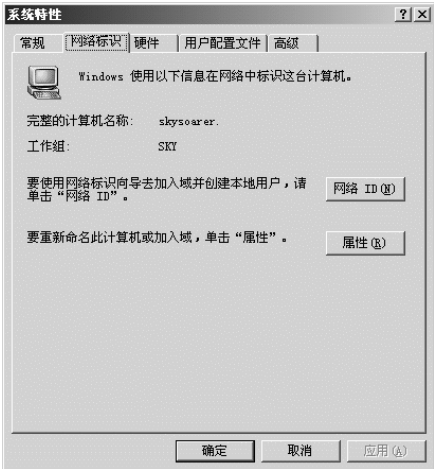 系统特性
?
×
常规 网络标识 硬件 用户配置文件 高级
Windows 使用以下信息在网络中标识这台计算机。
完整的计算机名称: skysoarer.
工作组: SKY
要使用网络标识向导去加入域并创建本地用户，请
单击“网络 ID”。
网络 ID(N)
要重新命名此计算机或加入域，单击“属性”。
属性(R)
确定 取消 应用(A)